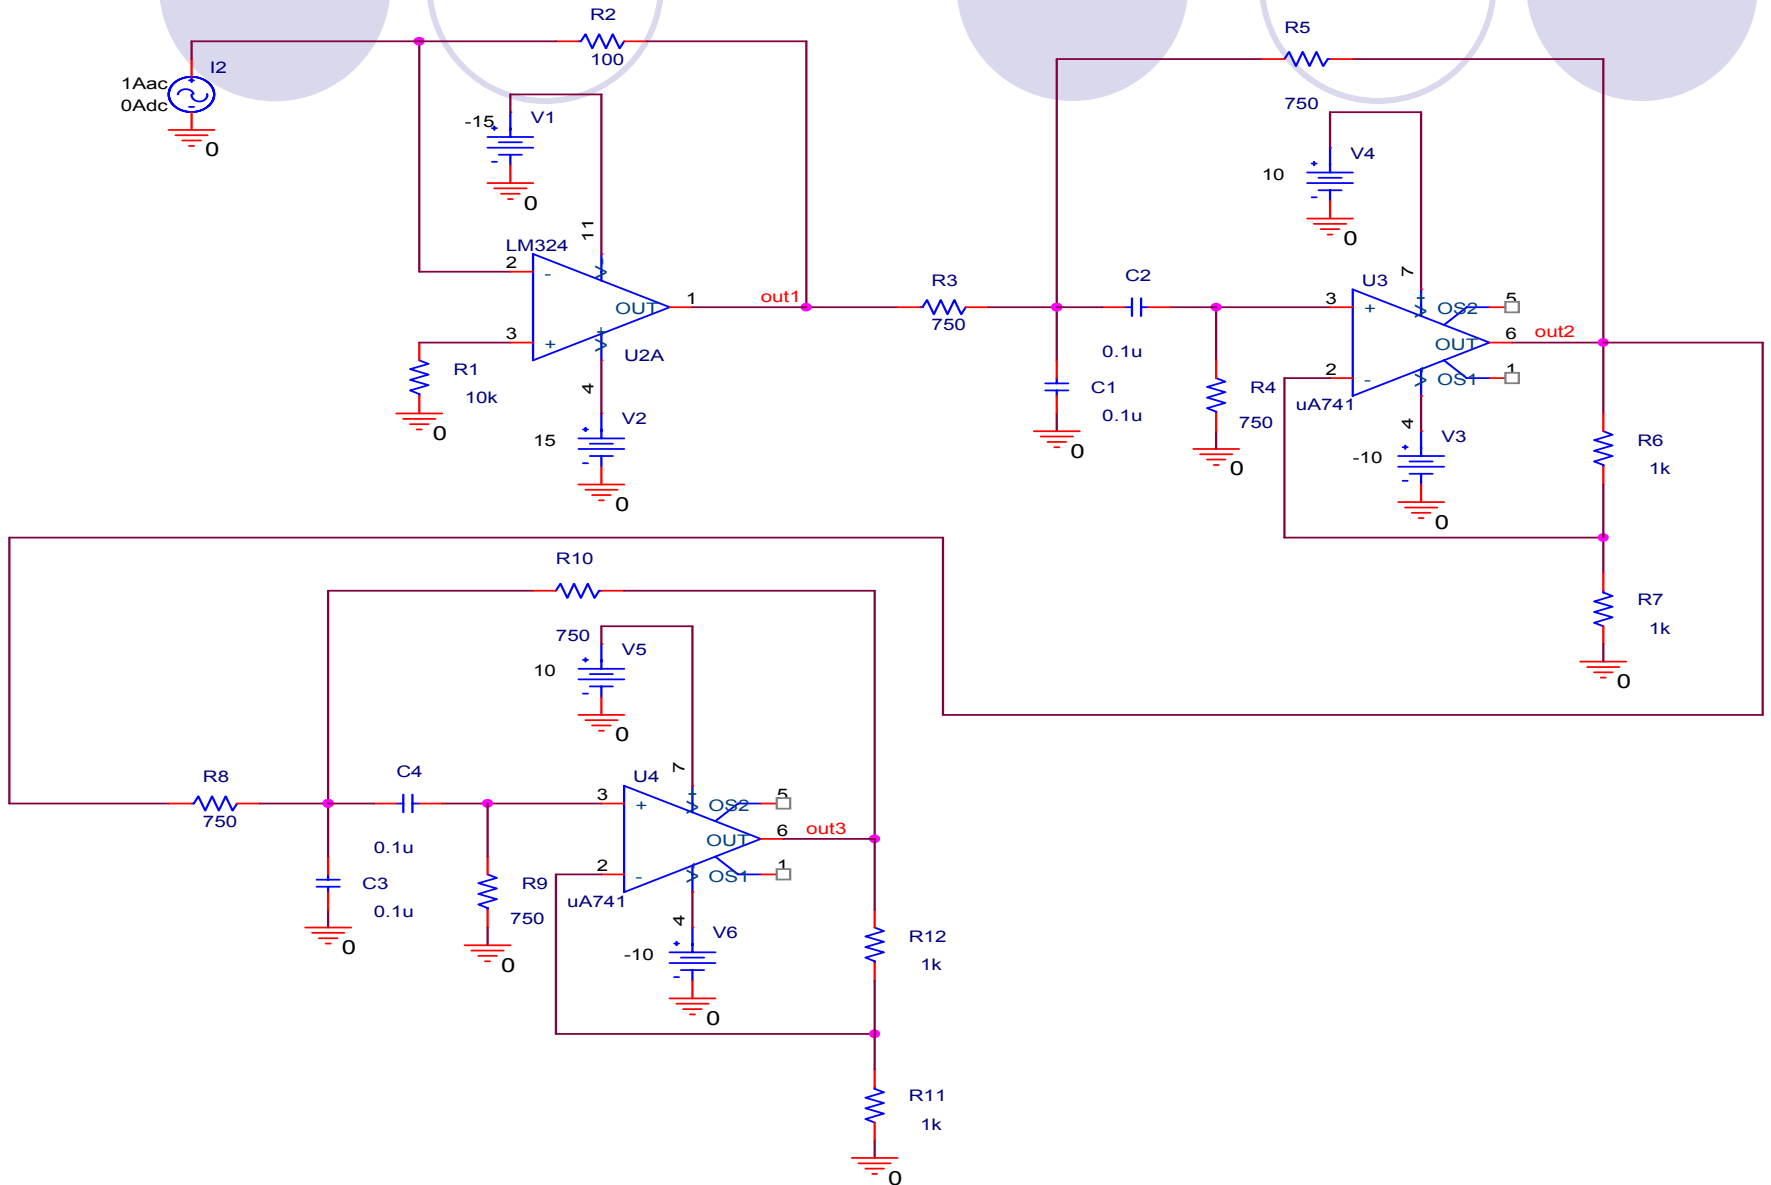 R2
100
I2
1Aac
0Adc
0
-15
V1
0
11
LM324
2
-
OUT
1
out1
3
+
U2A
R1
10k
0
4
V2
15
0
R5
750
V4
10
0
R3
750
C2
0.1u
C1
0.1u
0
R4
750
0
7
U3
3
+
OS2
5
OUT
6
out2
2
-
OS1
1
uA741
4
V3
-10
0
R6
1k
R7
1k
0
R10
750
V5
10
0
R8
750
C4
0.1u
C3
0.1u
0
R9
750
0
7
U4
3
+
OS2
5
OUT
6
out3
2
-
OS1
1
uA741
4
V6
-10
0
R12
1k
R11
1k
0